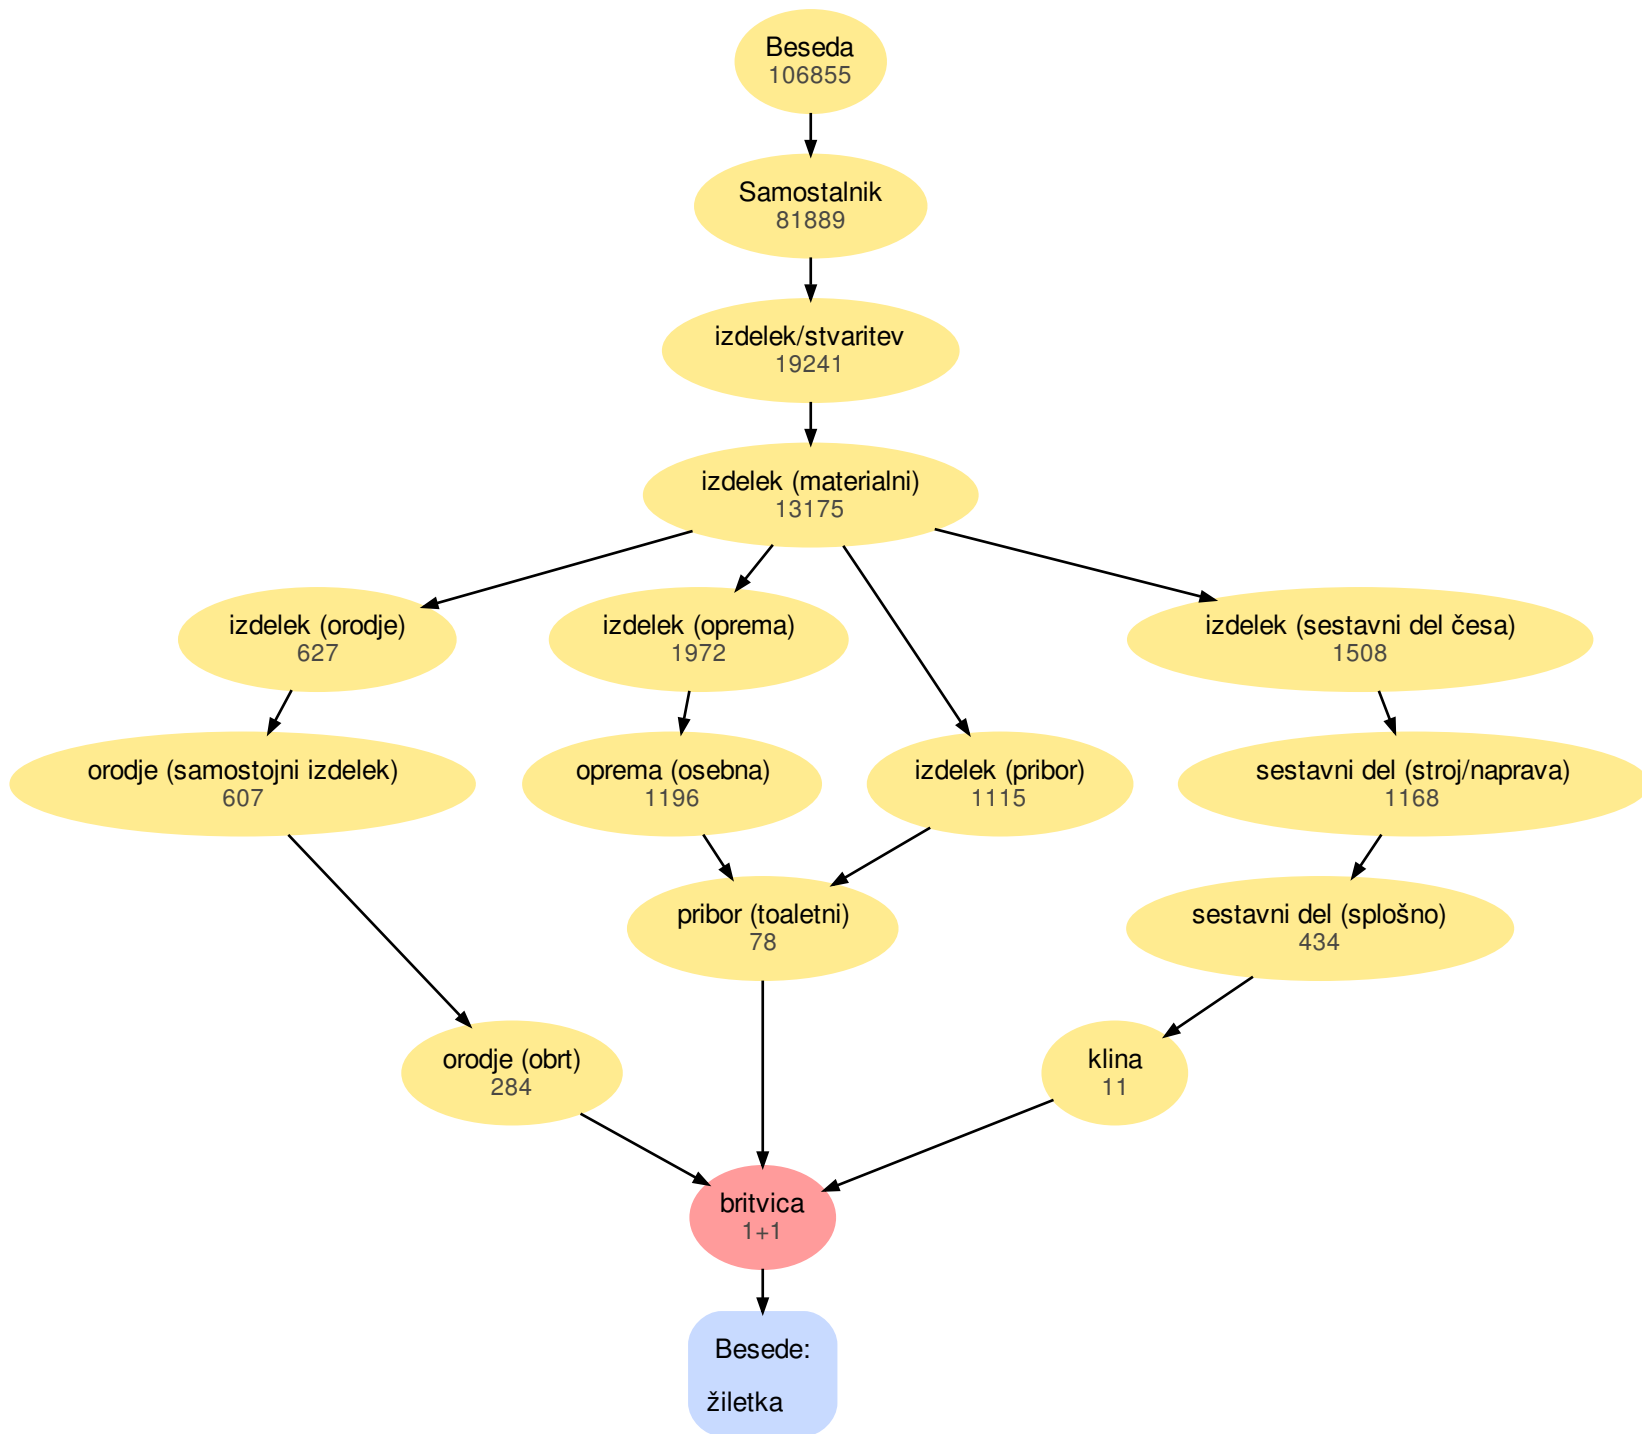 Beseda
106855
Samostalnik
81889
izdelek/stvaritev
19241
izdelek (materialni)
13175
izdelek (orodje)
627
izdelek (oprema)
1972
izdelek (sestavni del česa)
1508
orodje (samostojni izdelek)
607
oprema (osebna)
1196
izdelek (pribor)
1115
sestavni del (stroj/naprava)
1168
pribor (toaletni)
78
sestavni del (splošno)
434
orodje (obrt)
284
klina
11
britvica
1+1
Besede:
žiletka